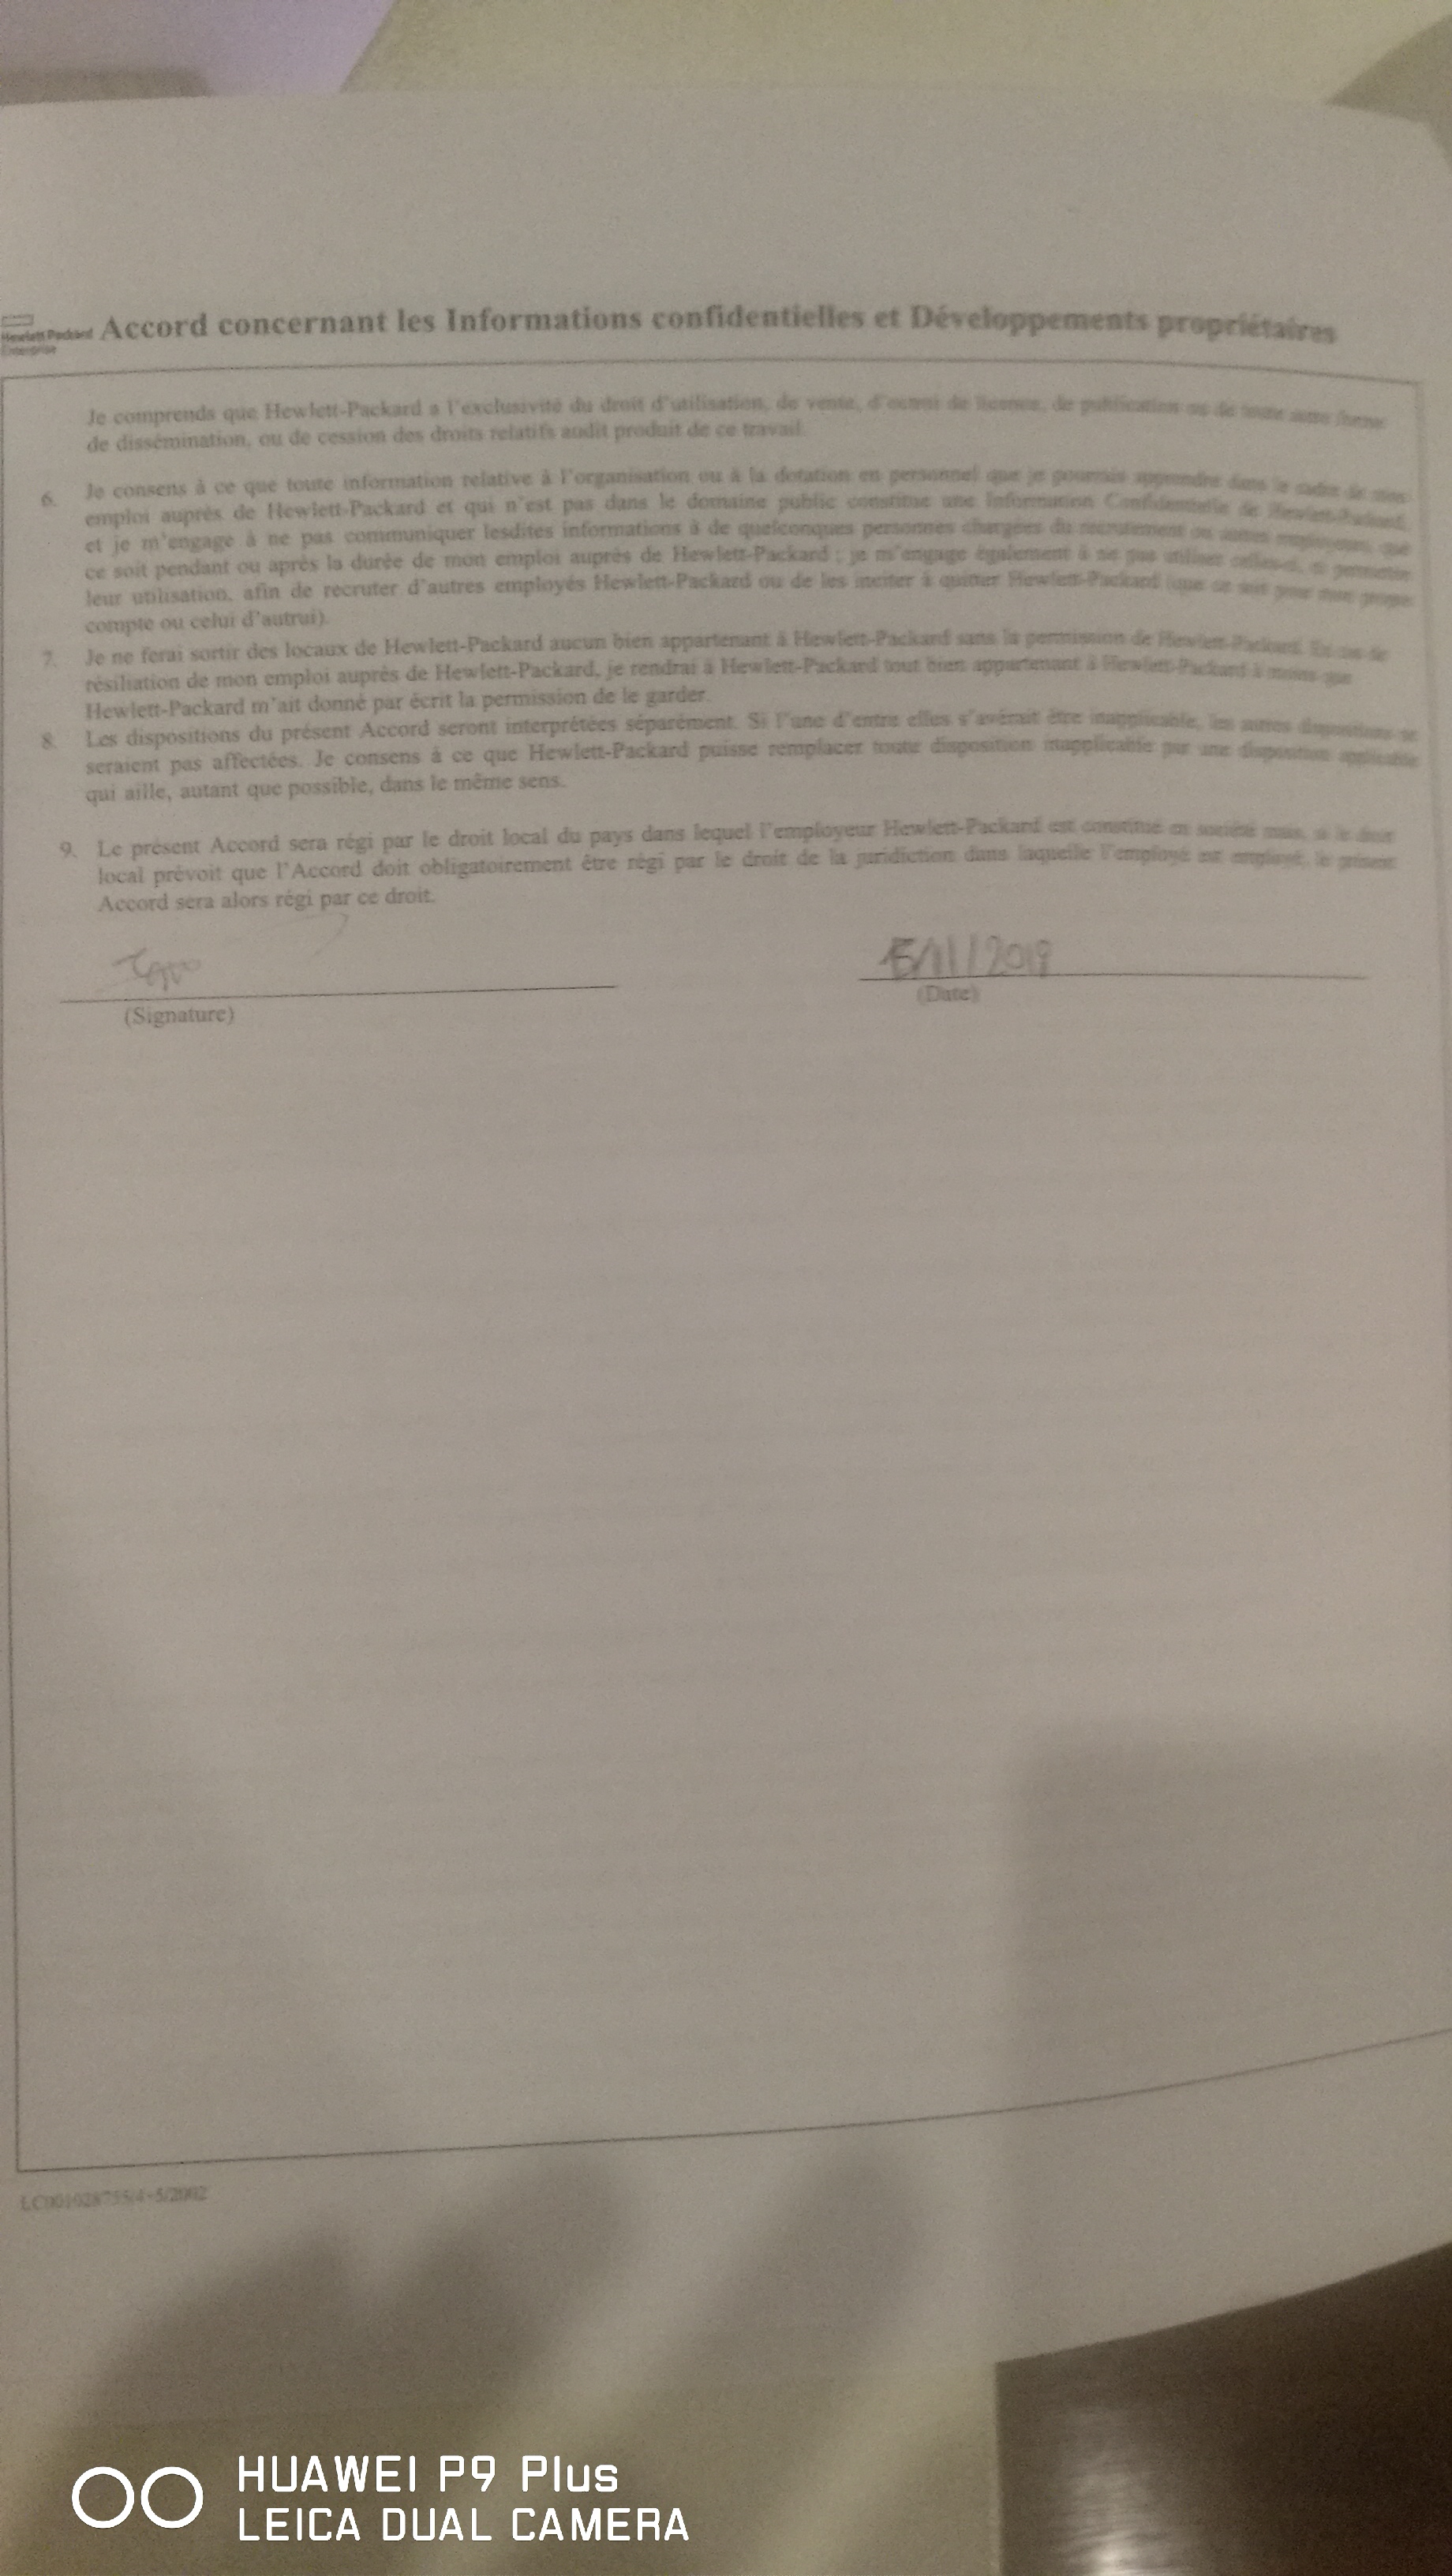 Hewlett Packard
Enterprise
Accord concernant les Informations confidentielles et Développements propriétaires
Je comprends que Hewlett-Packard a l'exclusivité du droit d'utilisation, de vente, d'octroi de licence, de publication ou de toute autre forme
de dissémination, ou de cession des droits relatifs audit produit de ce travail.
6. Je consens à ce que toute information relative à l'organisation ou à la dotation en personnel que je pourrais apprendre dans le cadre de mon
emploi auprès de Hewlett-Packard et qui n'est pas dans le domaine public constitue une Information Confidentielle de Hewlett-Packard,
et je m'engage à ne pas communiquer lesdites informations à de quelconques personnes chargées du recrutement ou autres employeurs, que
ce soit pendant ou après la durée de mon emploi auprès de Hewlett-Packard ; je m'engage également à ne pas utiliser celles-ci, ni permettre
leur utilisation, afin de recruter d'autres employés Hewlett-Packard ou de les inciter à quitter Hewlett-Packard (que ce soit pour mon propre
compte ou celui d'autrui).
7. Je ne ferai sortir des locaux de Hewlett-Packard aucun bien appartenant à Hewlett-Packard sans la permission de Hewlett-Packard. En cas de
résiliation de mon emploi auprès de Hewlett-Packard, je rendrai à Hewlett-Packard tout bien appartenant à Hewlett-Packard à moins que
Hewlett-Packard m'ait donné par écrit la permission de le garder.
8. Les dispositions du présent Accord seront interprétées séparément. Si l'une d'entre elles s'avérait être inapplicable, les autres dispositions ne
seraient pas affectées. Je consens à ce que Hewlett-Packard puisse remplacer toute disposition inapplicable par une disposition applicable
qui aille, autant que possible, dans le même sens.
9. Le présent Accord sera régi par le droit local du pays dans lequel l'employeur Hewlett-Packard est constitué en société mais, si le droit
local prévoit que l'Accord doit obligatoirement être régi par le droit de la juridiction dans laquelle l'employé est employé, le présent
Accord sera alors régi par ce droit.
5/11/2019
(Signature)
(Date)
LC001028755/4-5/2002
HUAWEI P9 Plus
LEICA DUAL CAMERA